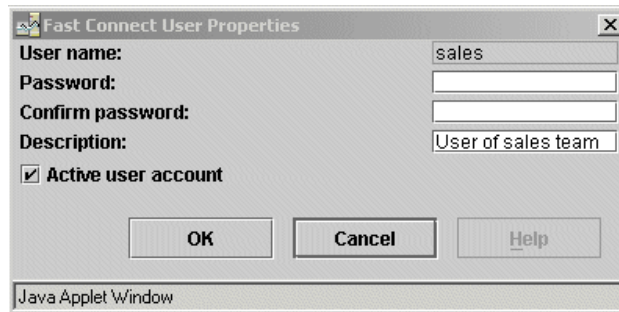 Fast Connect User Properties
User name: sales
Password:
Confirm password:
Description: User of sales team
Active user account
OK Cancel Help
Java Applet Window